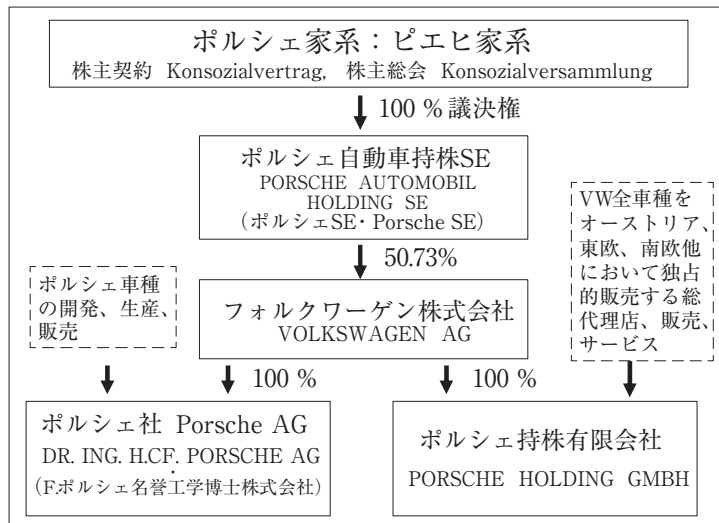 ポルシェ家系：ピエヒ家系
株主契約 Konsozialvertrag, 株主総会 Konsozialversammlung
100 % 議決権
ポルシェ自動車持株SE
PORSCHE AUTOMOBIL
HOLDING SE
(ポルシェSE・Porsche SE)
50.73%
VW全車種を
オーストリア、
東欧、南欧他
において独占
的販売する総
代理店、販売、
サービス
ポルシェ車種
の開発、生産、
販売
フォルクワーゲン株式会社
VOLKSWAGEN AG
100 %
100 %
ポルシェ社 Porsche AG
DR. ING. H.CF. PORSCHE AG
・
(F.ポルシェ名誉工学博士株式会社)
ポルシェ持株有限会社
PORSCHE HOLDING GMBH